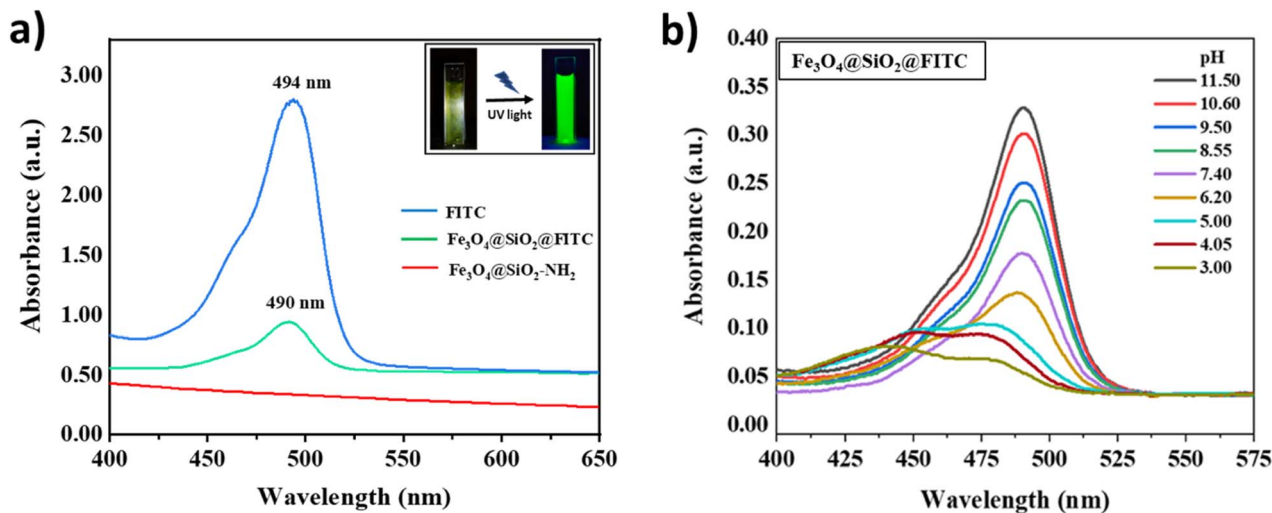 a)
Absorbance (a.u.)
3.00
2.50
2.00
1.50
1.00
0.50
0.00
494 nm
490 nm
UV light
FITC
Fe₃O₄@SiO₂@FITC
Fe₃O₄@SiO₂-NH₂
400 450 500 550 600 650
Wavelength (nm)
b)
Absorbance (a.u.)
0.40
0.35
0.30
0.25
0.20
0.15
0.10
0.05
0.00
Fe₃O₄@SiO₂@FITC
pH
11.50
10.60
9.50
8.55
7.40
6.20
5.00
4.05
3.00
400 425 450 475 500 525 550 575
Wavelength (nm)